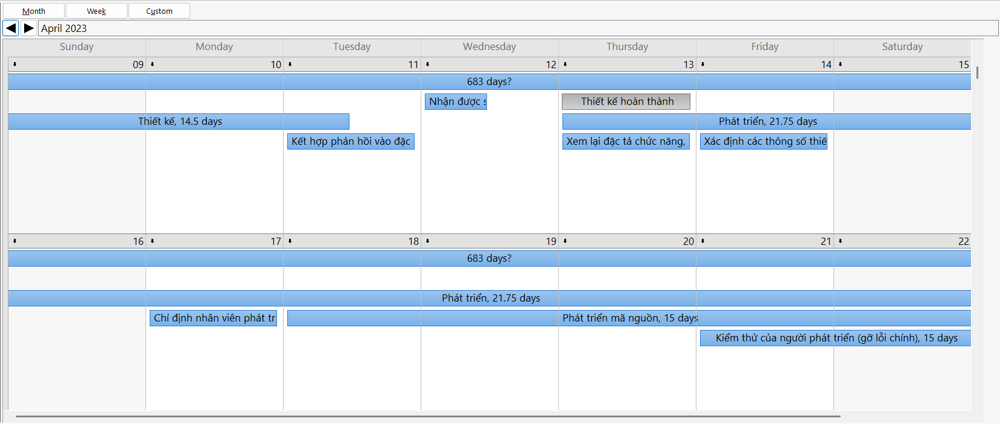 Month Week Custom
April 2023
Sunday Monday Tuesday Wednesday Thursday Friday Saturday
09 10 11 12 13 14 15
683 days?
Nhận được s Thiết kế hoàn thành
Thiết kế, 14.5 days Phát triển, 21.75 days
Kết hợp phản hồi vào đặc Xem lại đặc tả chức năng, Xác định các thông số thiế
16 17 18 19 20 21 22
683 days?
Phát triển, 21.75 days
Chỉ định nhân viên phát tr Phát triển mã nguồn, 15 days
Kiểm thử của người phát triển (gỡ lỗi chính), 15 days